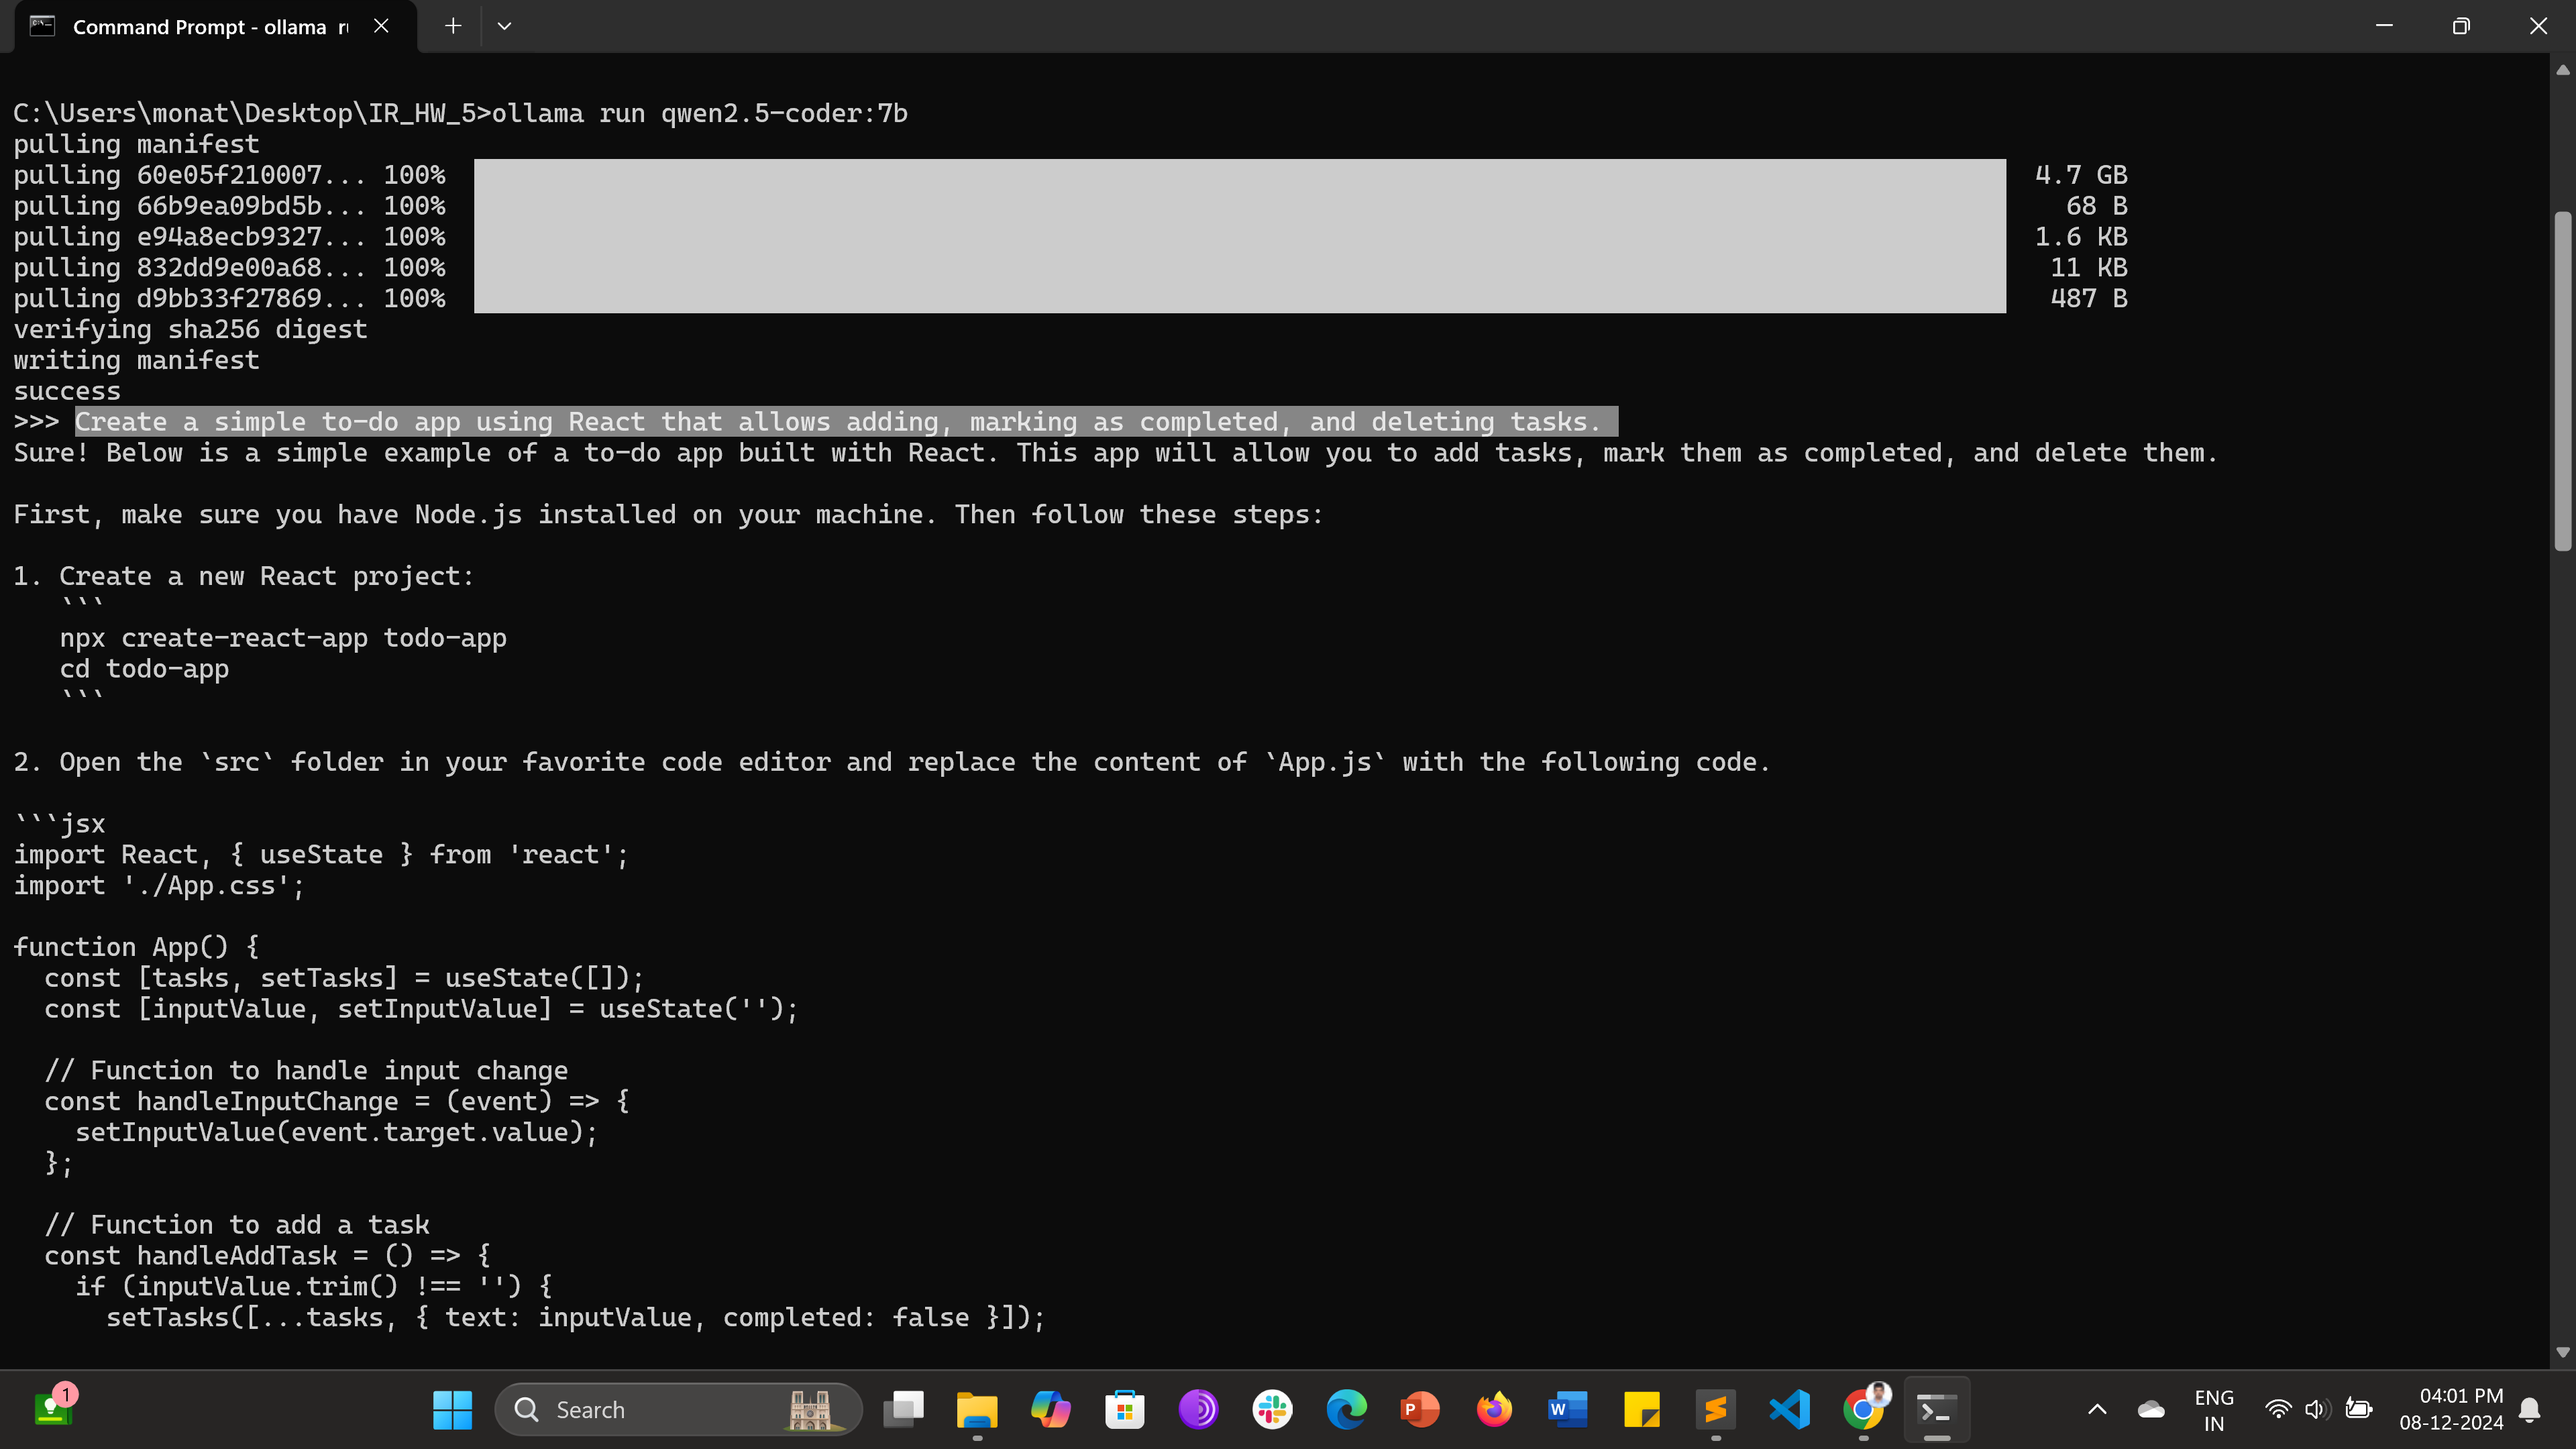 Command Prompt - ollama ru
C:\Users\monat\Desktop\IR_HW_5>ollama run qwen2.5-coder:7b
pulling manifest
pulling 60e05f210007... 100% 4.7 GB
pulling 66b9ea09bd5b... 100% 68 B
pulling e94a8ecb9327... 100% 1.6 KB
pulling 832dd9e00a68... 100% 11 KB
pulling d9bb33f27869... 100% 487 B
verifying sha256 digest
writing manifest
success
>>> Create a simple to-do app using React that allows adding, marking as completed, and deleting tasks.
Sure! Below is a simple example of a to-do app built with React. This app will allow you to add tasks, mark them as completed, and delete them.
First, make sure you have Node.js installed on your machine. Then follow these steps:
1. Create a new React project:
```
npx create-react-app todo-app
cd todo-app
```
2. Open the `src` folder in your favorite code editor and replace the content of `App.js` with the following code.
```jsx
import React, { useState } from 'react';
import './App.css';
function App() {
const [tasks, setTasks] = useState([]);
const [inputValue, setInputValue] = useState('');
// Function to handle input change
const handleInputChange = (event) => {
setInputValue(event.target.value);
};
// Function to add a task
const handleAddTask = () => {
if (inputValue.trim() !== '') {
setTasks([...tasks, { text: inputValue, completed: false }]);
1
Search
ENG
IN
04:01 PM
08-12-2024